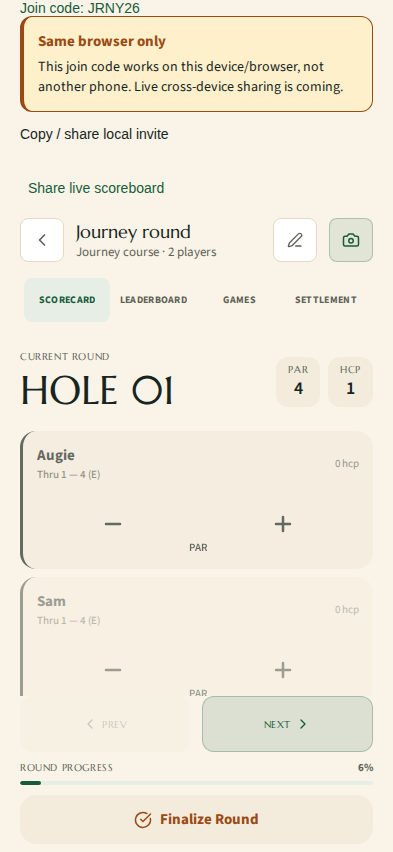 Join code: JRNY26
Same browser only
This join code works on this device/browser, not
another phone. Live cross-device sharing is coming.
Copy / share local invite
Share live scoreboard
Journey round
Journey course · 2 players
SCORECARD LEADERBOARD GAMES SETTLEMENT
CURRENT ROUND
HOLE 01
PAR
4
HCP
1
Augie
Thru 1 — 4 (E)
0 hcp
− +
PAR
Sam
Thru 1 — 4 (E)
0 hcp
− +
PAR
PREV
NEXT
ROUND PROGRESS 6%
Finalize Round